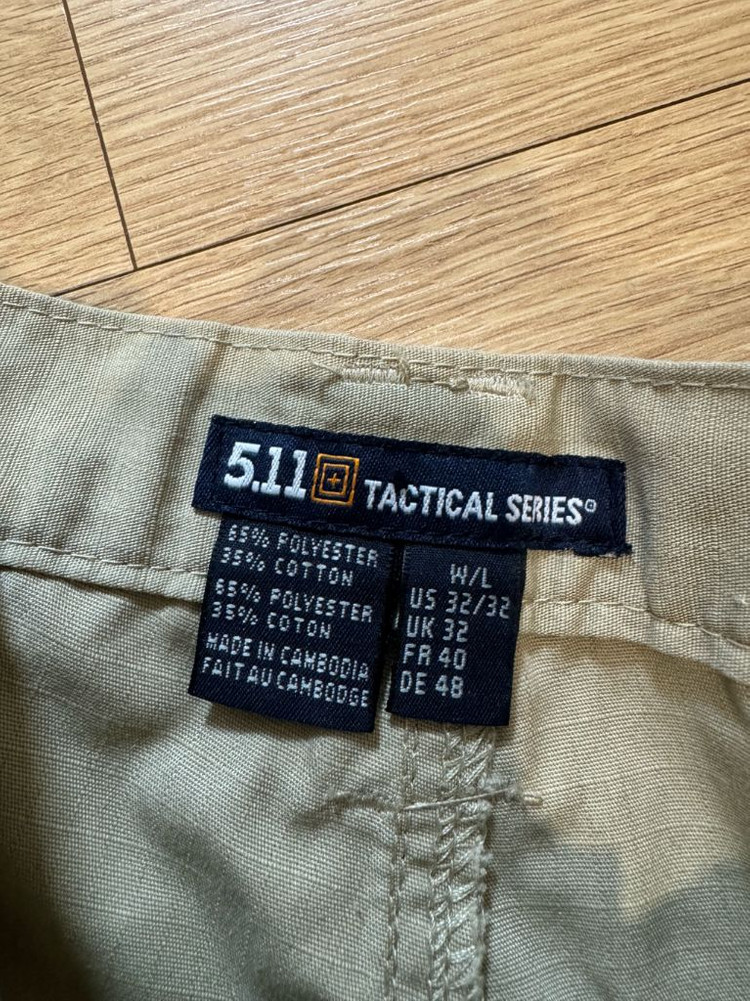 5.11 TACTICAL SERIES®
65% POLYESTER
35% COTTON
65% POLYESTER
35% COTON
MADE IN CAMBODIA
FAIT AU CAMBODGE
W/L
US 32/32
UK 32
FR 40
DE 48